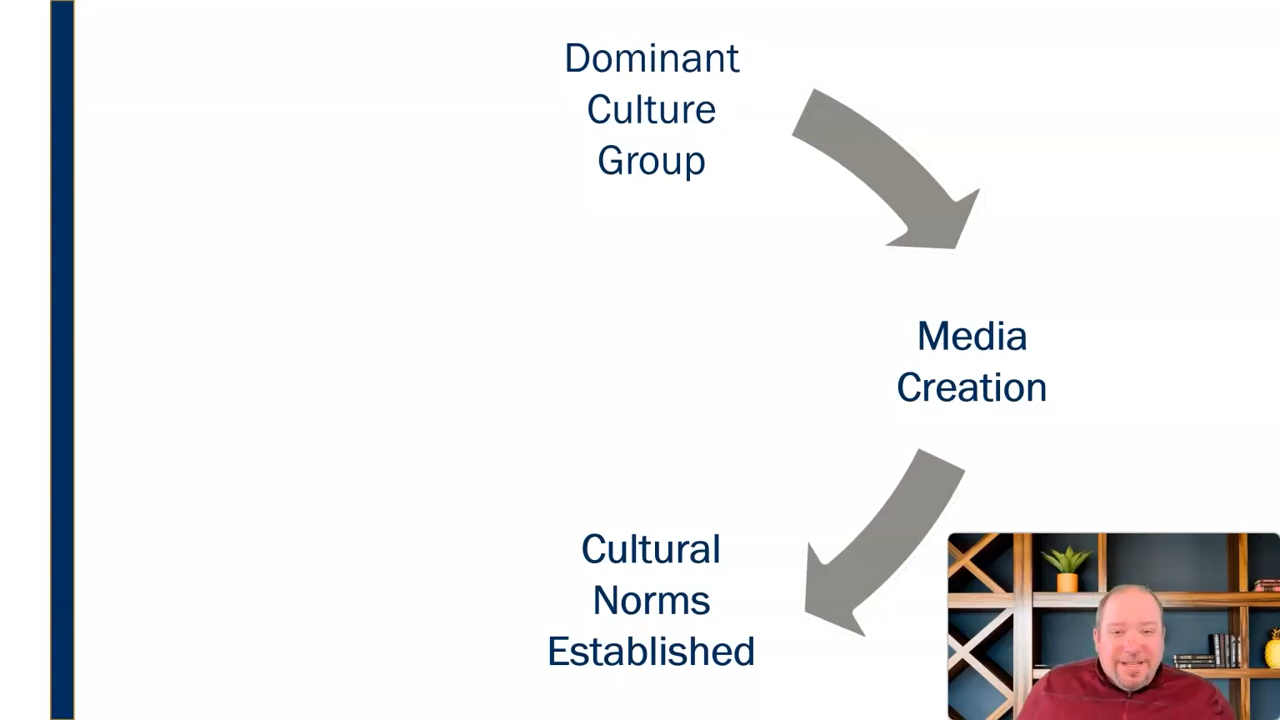 Dominant
Culture
Group
Media
Creation
Cultural
Norms
Established